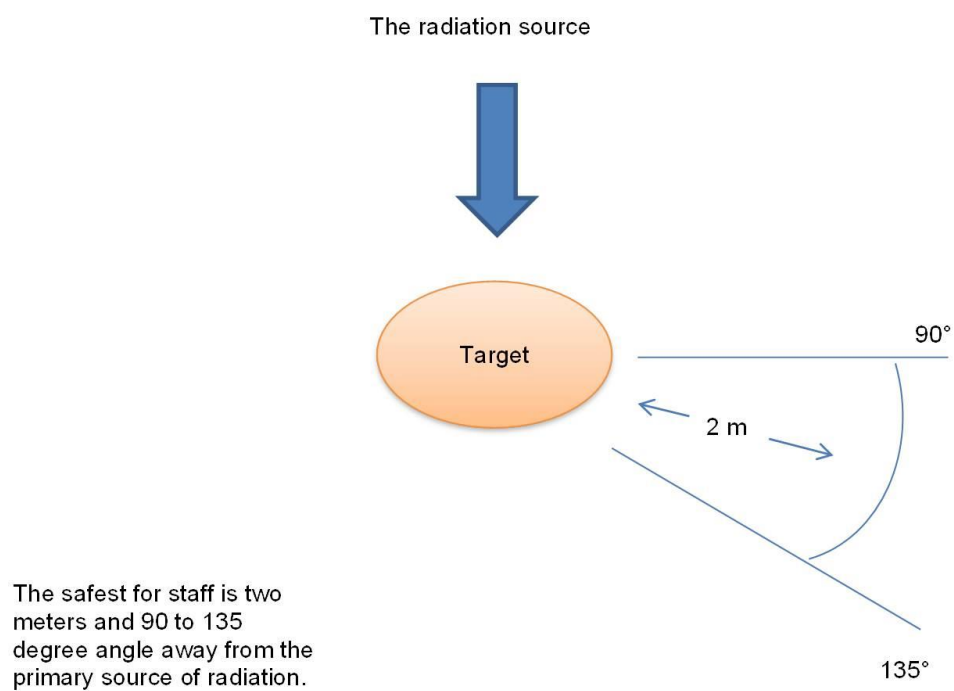 The radiation source
Target
90°
2 m
The safest for staff is two
meters and 90 to 135
degree angle away from the
primary source of radiation.
135°